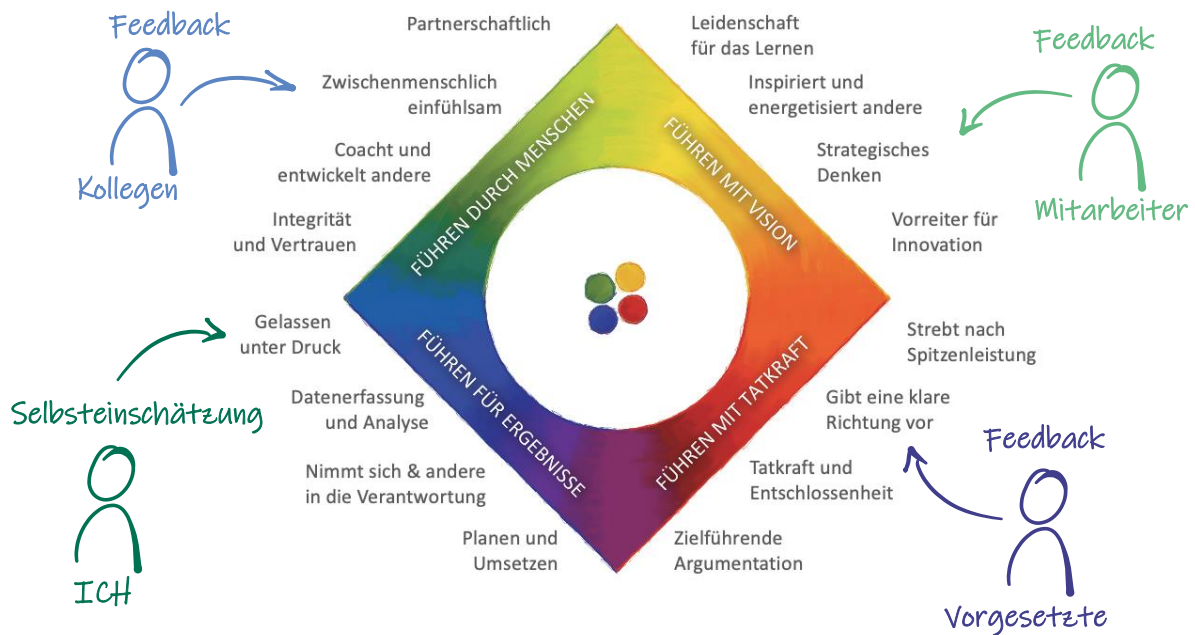 Feedback
Kollegen
Partnerschaftlich
Zwischenmenschlich
einfühlsam
Coacht und
entwickelt andere
Integrität
und Vertrauen
FÜHREN DURCH MENSCHEN
Leidenschaft
für das Lernen
Inspiriert und
energetisiert andere
Strategisches
Denken
Vorreiter für
Innovation
FÜHREN MIT VISION
Feedback
Mitarbeiter
Selbsteinschätzung
ICH
Gelassen
unter Druck
Datenerfassung
und Analyse
Nimmt sich & andere
in die Verantwortung
Planen und
Umsetzen
FÜHREN FÜR ERGEBNISSE
FÜHREN MIT TATKRAFT
Strebt nach
Spitzenleistung
Gibt eine klare
Richtung vor
Tatkraft und
Entschlossenheit
Zielführende
Argumentation
Feedback
Vorgesetzte